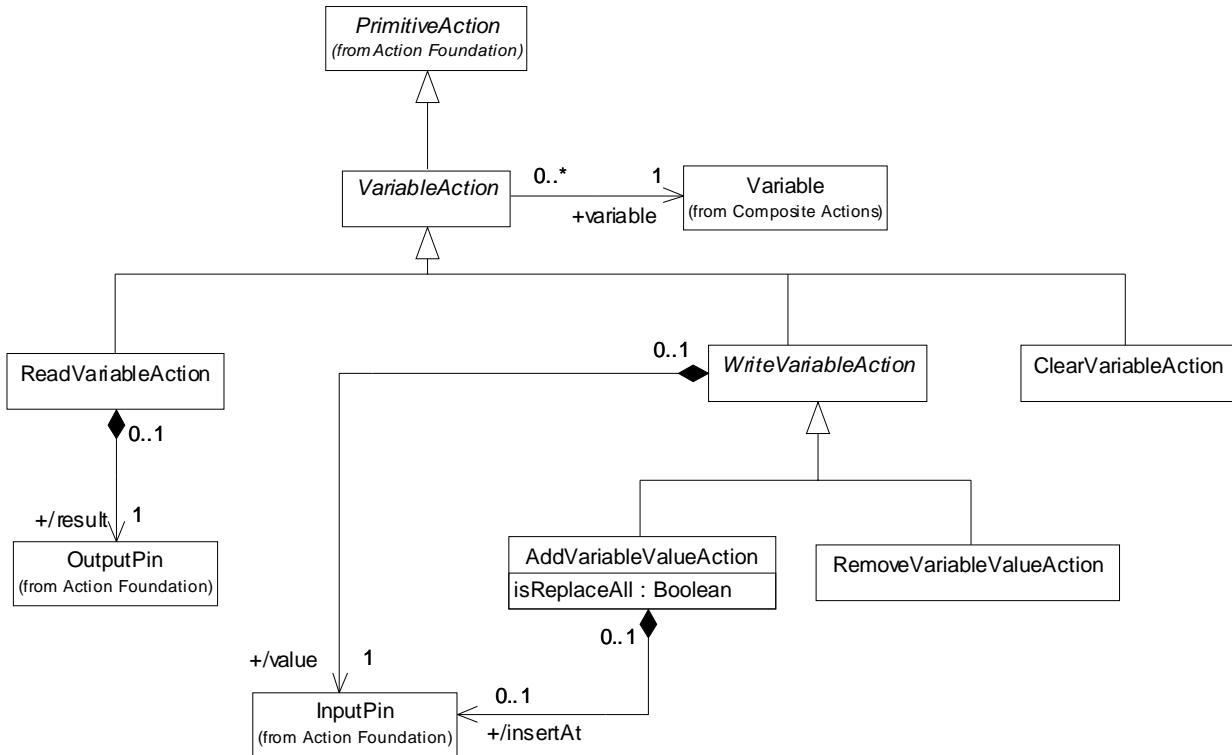 PrimitiveAction
(from Action Foundation)
VariableAction
0..*
1
+variable
Variable
(from Composite Actions)
ReadVariableAction
0..1
WriteVariableAction
ClearVariableAction
0..1
+/result
1
OutputPin
(from Action Foundation)
AddVariableValueAction
isReplaceAll : Boolean
RemoveVariableValueAction
0..1
+/value
1
InputPin
(from Action Foundation)
0..1
+/insertAt